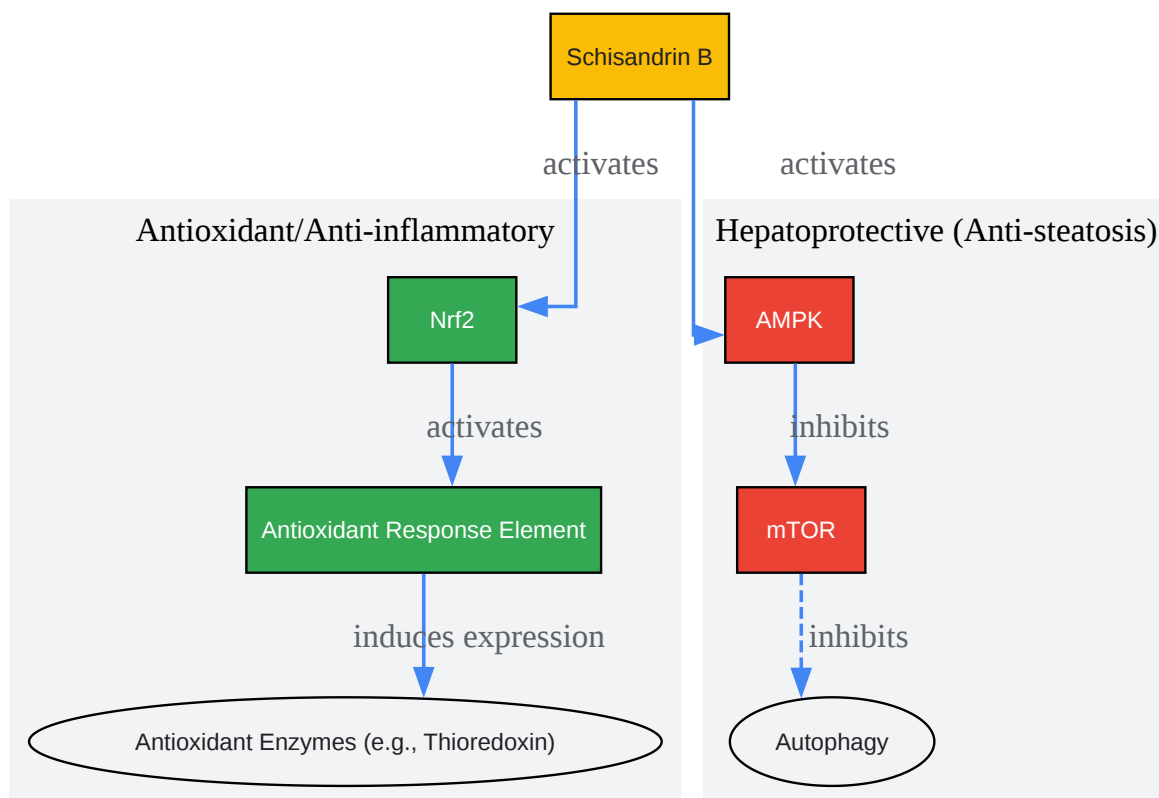 Schisandrin B
activates
activates
Antioxidant/Anti-inflammatory
Hepatoprotective (Anti-steatosis)
Nrf2
AMPK
activates
inhibits
Antioxidant Response Element
mTOR
induces expression
inhibits
Antioxidant Enzymes (e.g., Thioredoxin)
Autophagy